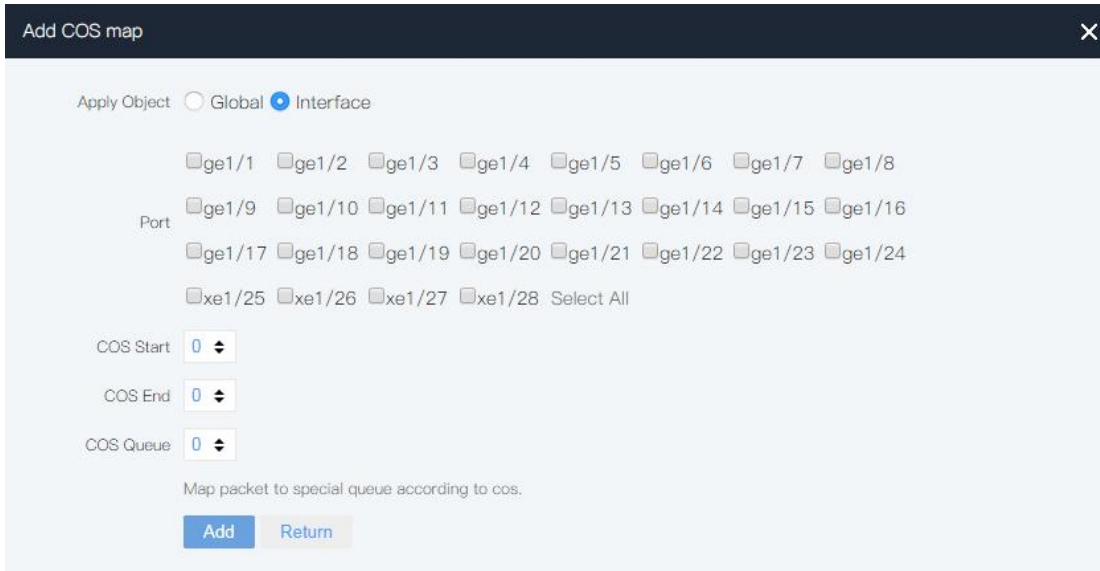 Add COS map
Apply Object Global Interface
ge1/1 ge1/2 ge1/3 ge1/4 ge1/5 ge1/6 ge1/7 ge1/8
Port
ge1/9 ge1/10 ge1/11 ge1/12 ge1/13 ge1/14 ge1/15 ge1/16
ge1/17 ge1/18 ge1/19 ge1/20 ge1/21 ge1/22 ge1/23 ge1/24
xe1/25 xe1/26 xe1/27 xe1/28 Select All
COS Start 0
COS End 0
COS Queue 0
Map packet to special queue according to cos.
Add Return